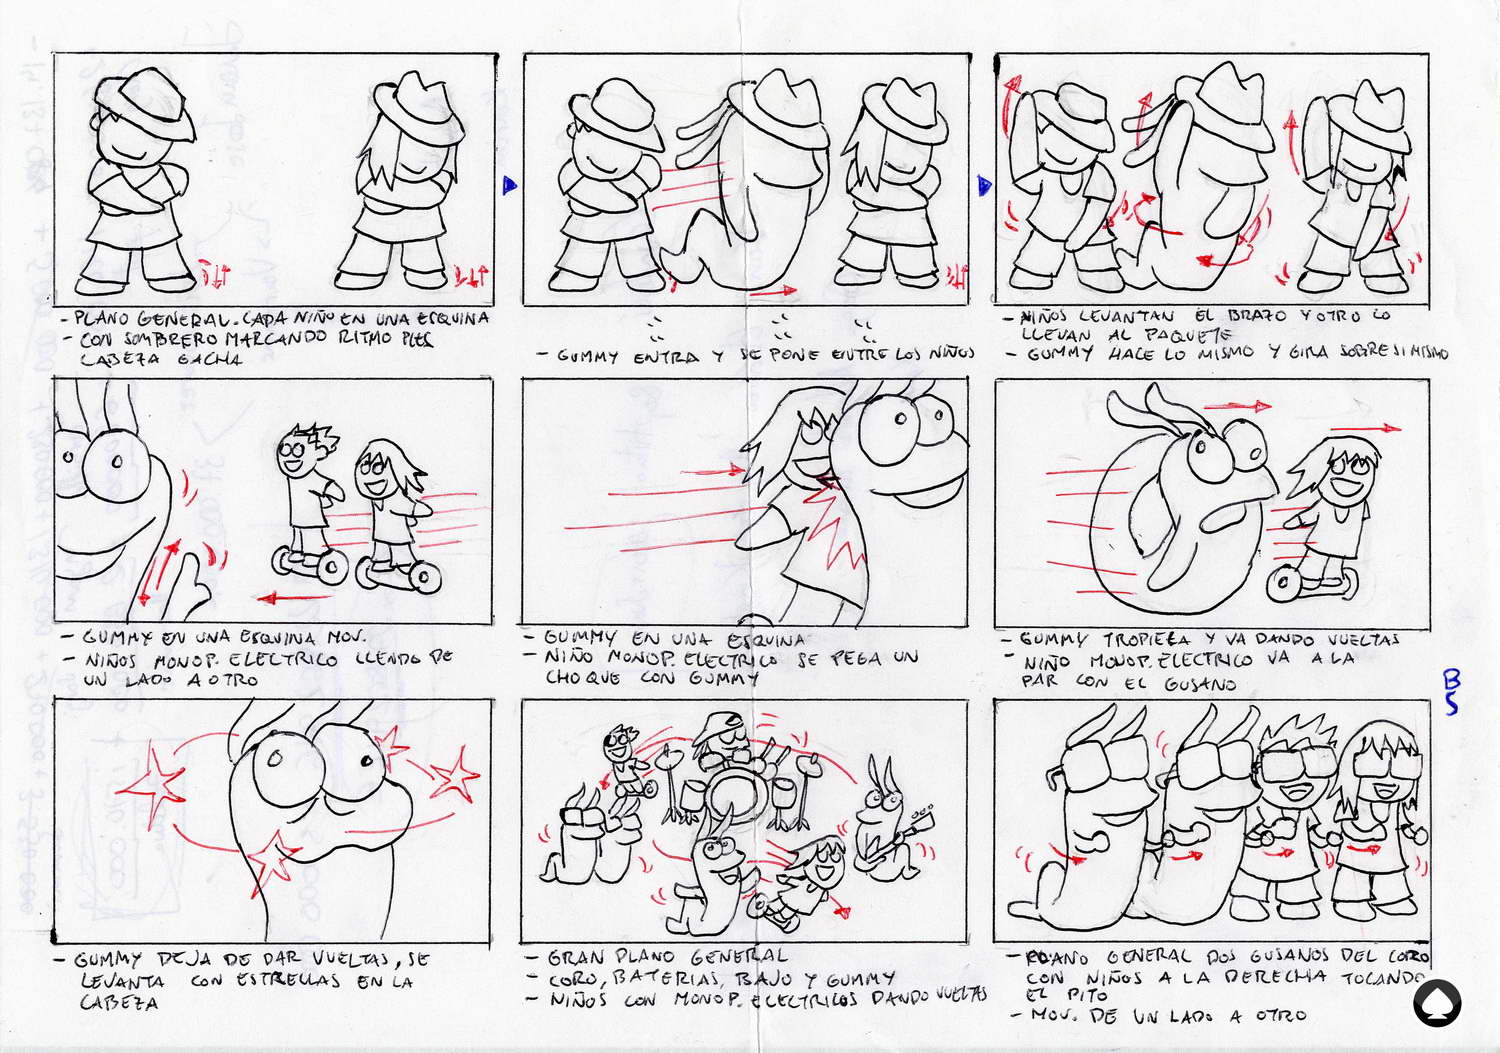 - PLANO GENERAL. CADA NIÑO EN UNA ESQUINA
- CON SOMBRERO MARCANDO RITMO PIES
CABEZA GACHA
- GUMMY ENTRA Y SE PONE ENTRE LOS NIÑOS
- NIÑOS LEVANTAN EL BRAZO Y OTRO LO
LLEVAN AL PAQUETE
- GUMMY HACE LO MISMO Y GIRA SOBRE SI MISMO
- GUMMY EN UNA ESQUINA MOV.
- NIÑOS MONOP. ELECTRICO LLENDO DE
UN LADO A OTRO
- GUMMY EN UNA ESQUINA
- NIÑO MONOP. ELECTRICO SE PEGA UN
CHOQUE CON GUMMY
- GUMMY TROPIEZA Y VA DANDO VUELTAS
- NIÑO MONOP. ELECTRICO VA A LA
PAR CON EL GUSANO
BS
- GUMMY DEJA DE DAR VUELTAS, SE
LEVANTA CON ESTRELLAS EN LA
CABEZA
- GRAN PLANO GENERAL
- CORO, BATERIAS, BAJO Y GUMMY
- NIÑOS CON MONOP. ELECTRICOS DANDO VUELTAS
- PLANO GENERAL DOS GUSANOS DEL CORO
CON NIÑOS A LA DERECHA TOCANDO
EL PITO
- MOV. DE UN LADO A OTRO